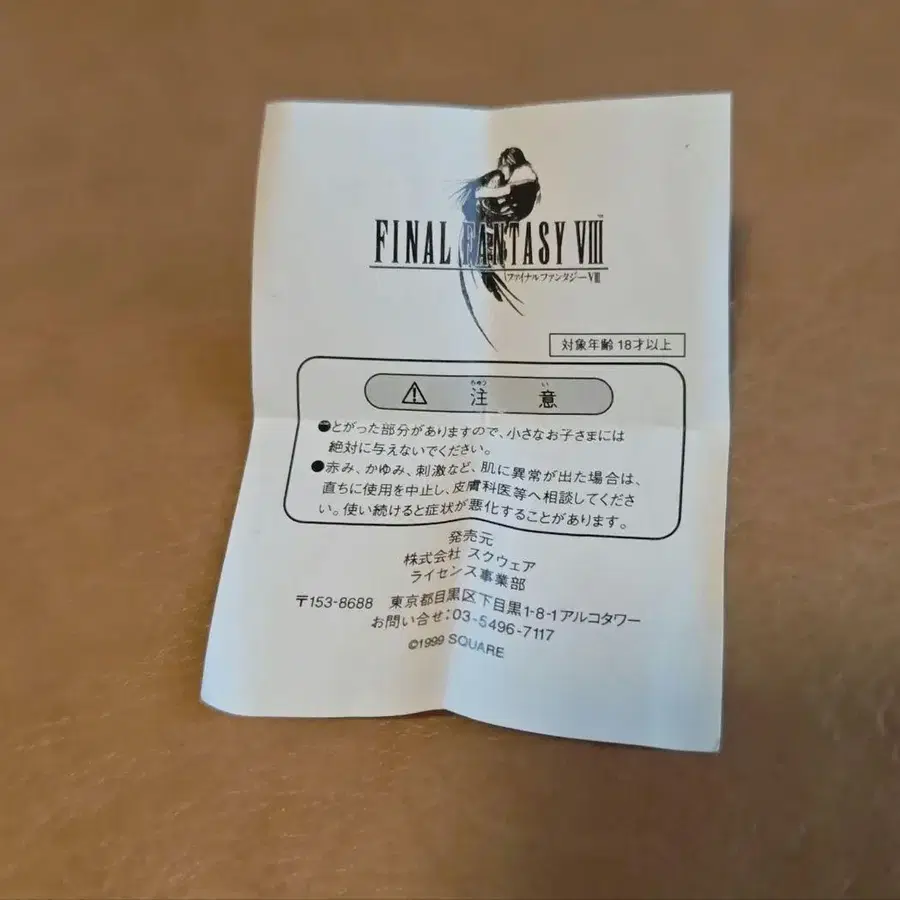 FINAL FANTASY VIII™
ファイナルファンタジーVIII
対象年齢 18才以上
ちゅう い
⚠ 注 意
●とがった部分がありますので、小さなお子さまには
絶対に与えないでください。
●赤み、かゆみ、刺激など、肌に異常が出た場合は、
直ちに使用を中止し、皮膚科医等へ相談してくださ
い。使い続けると症状が悪化することがあります。
発売元
株式会社 スクウェア
ライセンス事業部
〒153-8688 東京都目黒区下目黒1-8-1アルコタワー
お問い合せ:03-5496-7117
©1999 SQUARE